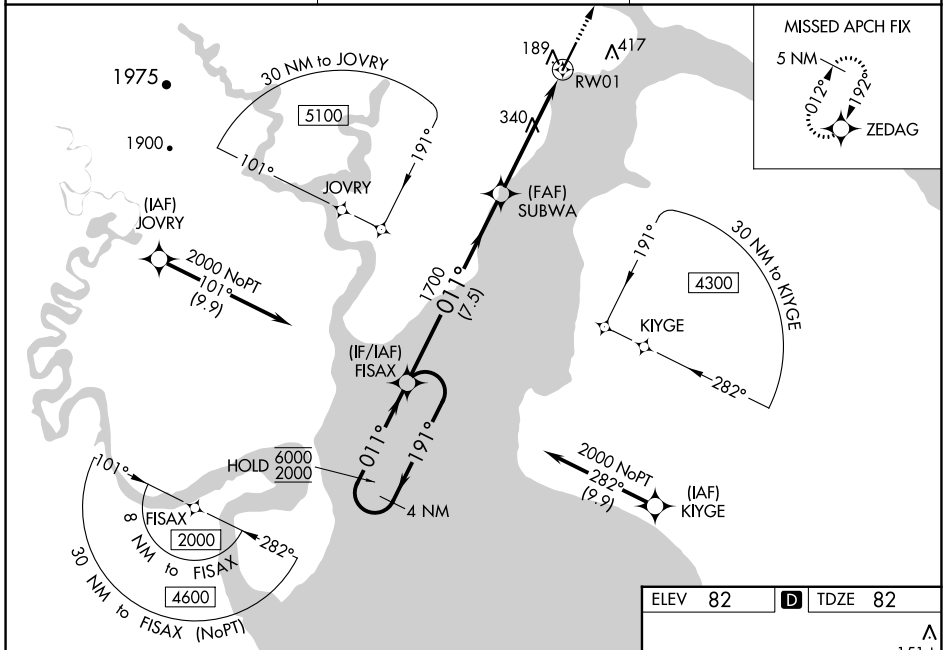 MISSED APCH FIX
5 NM
012°
192°
ZEDAG
189
417
RW01
340
1975
1900
30 NM to JOVRY
5100
101°
191°
JOVRY
(IAF)
JOVRY
2000 NoPT
101°
(9.9)
(FAF)
SUBWA
1700
011°
(7.5)
(IF/IAF)
FISAX
011°
191°
HOLD
6000
2000
4 NM
30 NM to KIYGE
4300
191°
KIYGE
282°
2000 NoPT
282°
(9.9)
(IAF)
KIYGE
101°
FISAX
2000
8 NM to FISAX
282°
4600
30 NM to FISAX (NoPT)
ELEV 82
D
TDZE 82